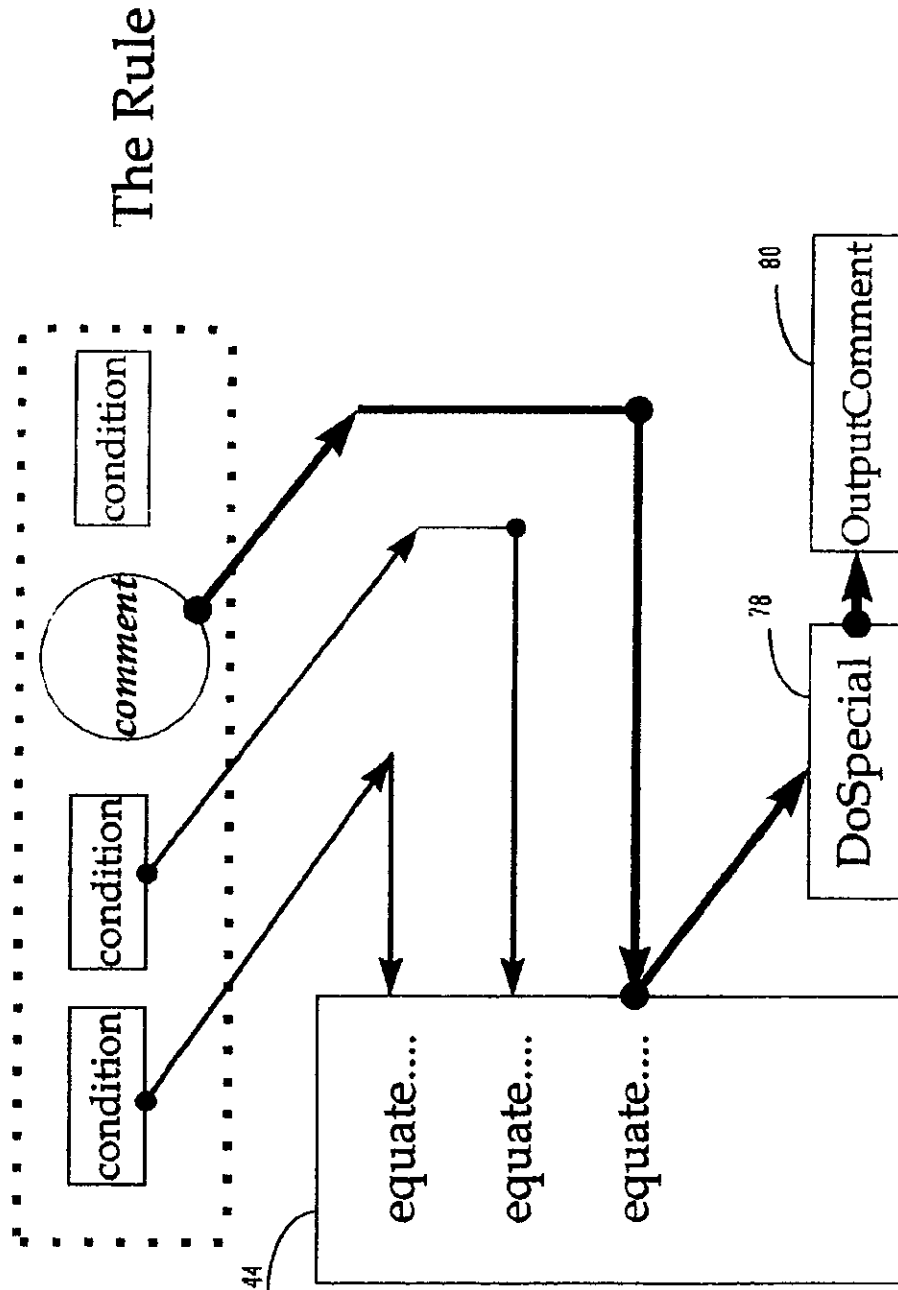 The Rule
condition
condition
comment
condition
44
equate....
equate....
equate....
78
DoSpecial
80
OutputComment